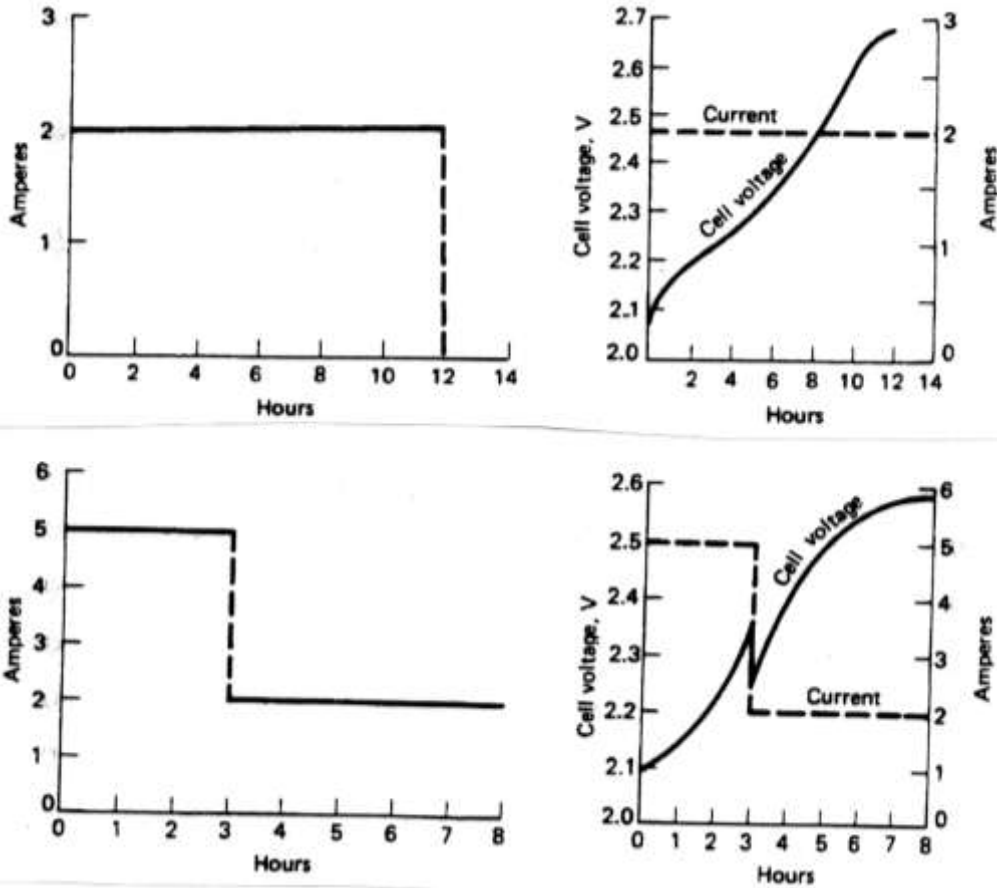 3
2
1
0
Amperes
0 2 4 6 8 10 12 14
Hours
2.7
2.6
2.5
2.4
2.3
2.2
2.1
2.0
Cell voltage, V
Current
Cell voltage
3
2
1
0
Amperes
2 4 6 8 10 12 14
Hours
6
5
4
3
2
1
0
Amperes
0 1 2 3 4 5 6 7 8
Hours
2.6
2.5
2.4
2.3
2.2
2.1
2.0
Cell voltage, V
Cell voltage
Current
6
5
4
3
2
1
0
Amperes
0 1 2 3 4 5 6 7 8
Hours